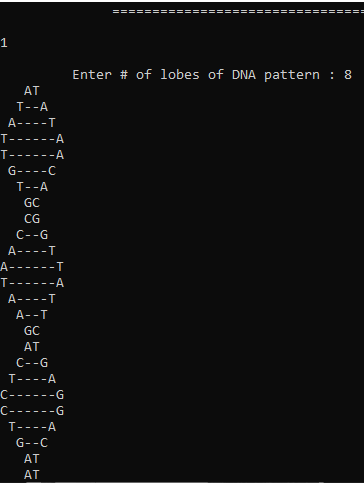 ================================
1
Enter # of lobes of DNA pattern : 8
AT
T--A
A----T
T------A
T------A
G----C
T--A
GC
CG
C--G
A----T
A------T
T------A
A----T
A--T
GC
AT
C--G
T----A
C------G
C------G
T----A
G--C
AT
AT